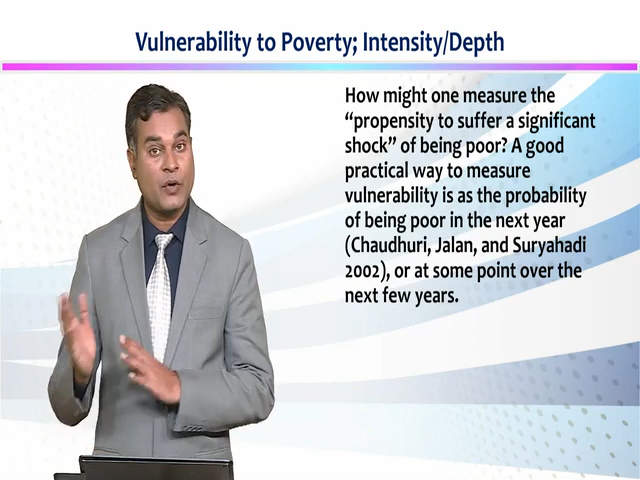 Vulnerability to Poverty; Intensity/Depth
How might one measure the
“propensity to suffer a significant
shock” of being poor? A good
practical way to measure
vulnerability is as the probability
of being poor in the next year
(Chaudhuri, Jalan, and Suryahadi
2002), or at some point over the
next few years.